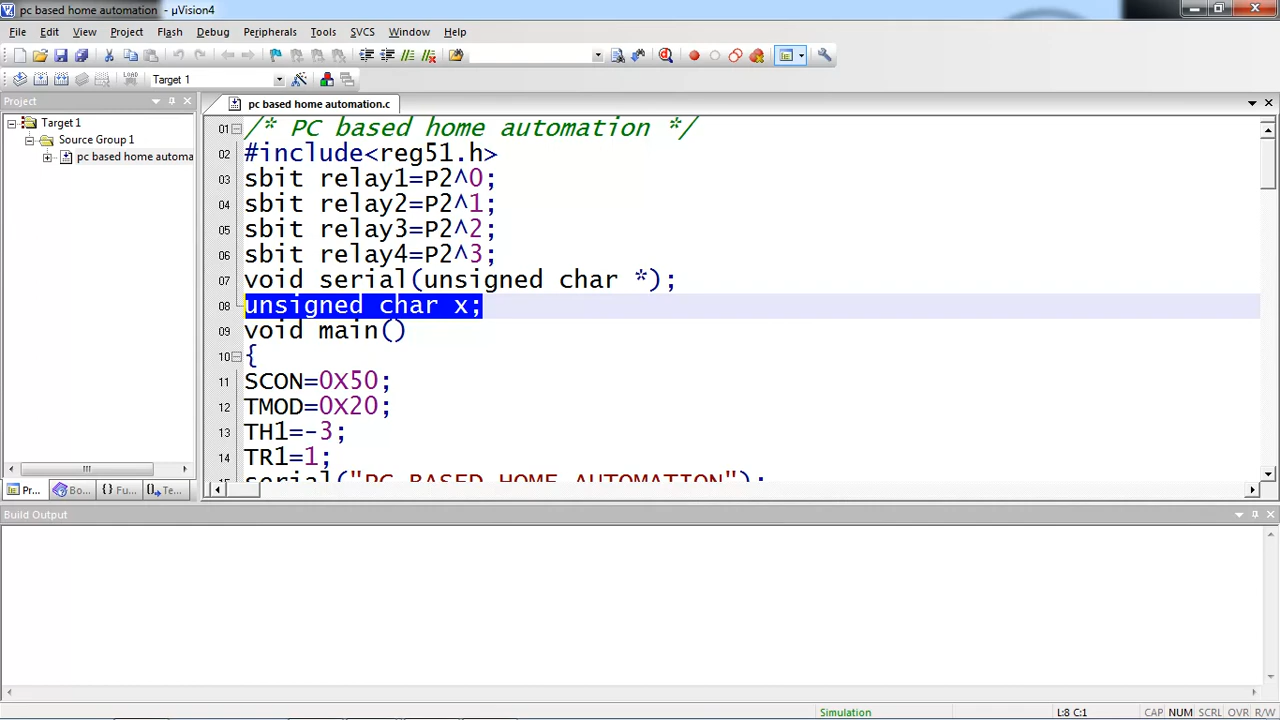 pc based home automation - µVision4
File Edit View Project Flash Debug Peripherals Tools SVCS Window Help
Target 1
Project
pc based home automation.c
Target 1
Source Group 1
pc based home automa
01 /* PC based home automation */
02 #include<reg51.h>
03 sbit relay1=P2^0;
04 sbit relay2=P2^1;
05 sbit relay3=P2^2;
06 sbit relay4=P2^3;
07 void serial(unsigned char *);
08 unsigned char x;
09 void main()
10 {
11 SCON=0X50;
12 TMOD=0X20;
13 TH1=-3;
14 TR1=1;
15 serial("PC BASED HOME AUTOMATION");
Pr... Bo... {} Fu... Te...
Build Output
Simulation L:8 C:1 CAP NUM SCRL OVR R/W